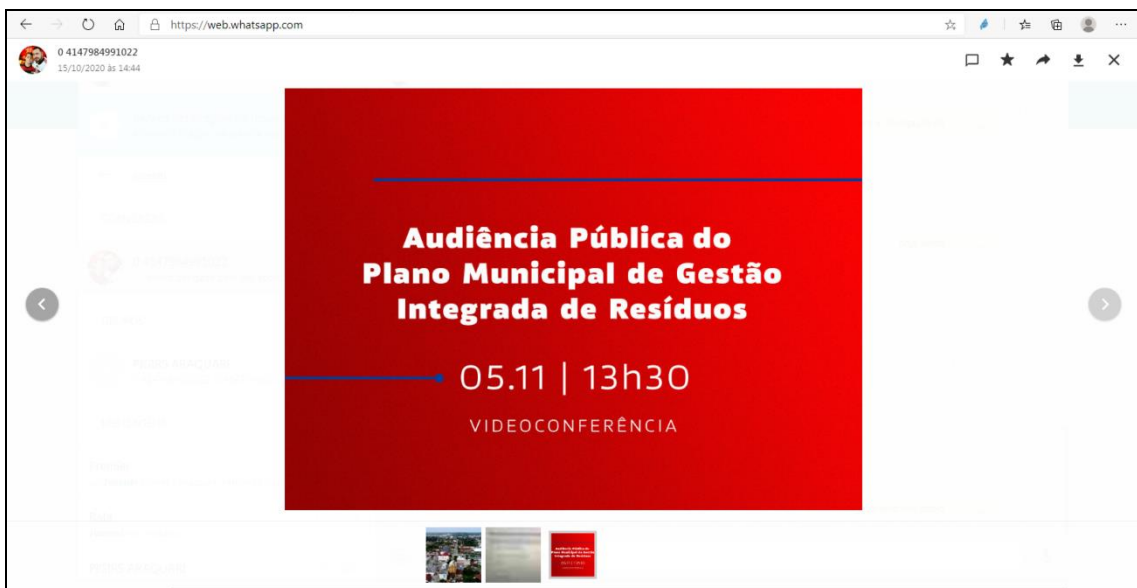 https://web.whatsapp.com
0 4147984991022
15/10/2020 às 14:44
Audiência Pública do
Plano Municipal de Gestão
Integrada de Resíduos
05.11 | 13h30
VIDEOCONFERÊNCIA